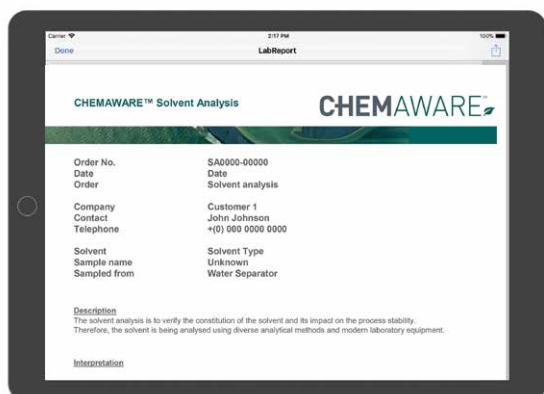 Carrier 2:17 PM 100%
Done LabReport
CHEMAWARE™ Solvent Analysis
CHEMAWARE™
Order No. SA0000-00000
Date Date
Order Solvent analysis
Company Customer 1
Contact John Johnson
Telephone +(0) 000 0000 0000
Solvent Solvent Type
Sample name Unknown
Sampled from Water Separator
Description
The solvent analysis is to verify the constitution of the solvent and its impact on the process stability.
Therefore, the solvent is being analysed using diverse analytical methods and modern laboratory equipment.
Interpretation